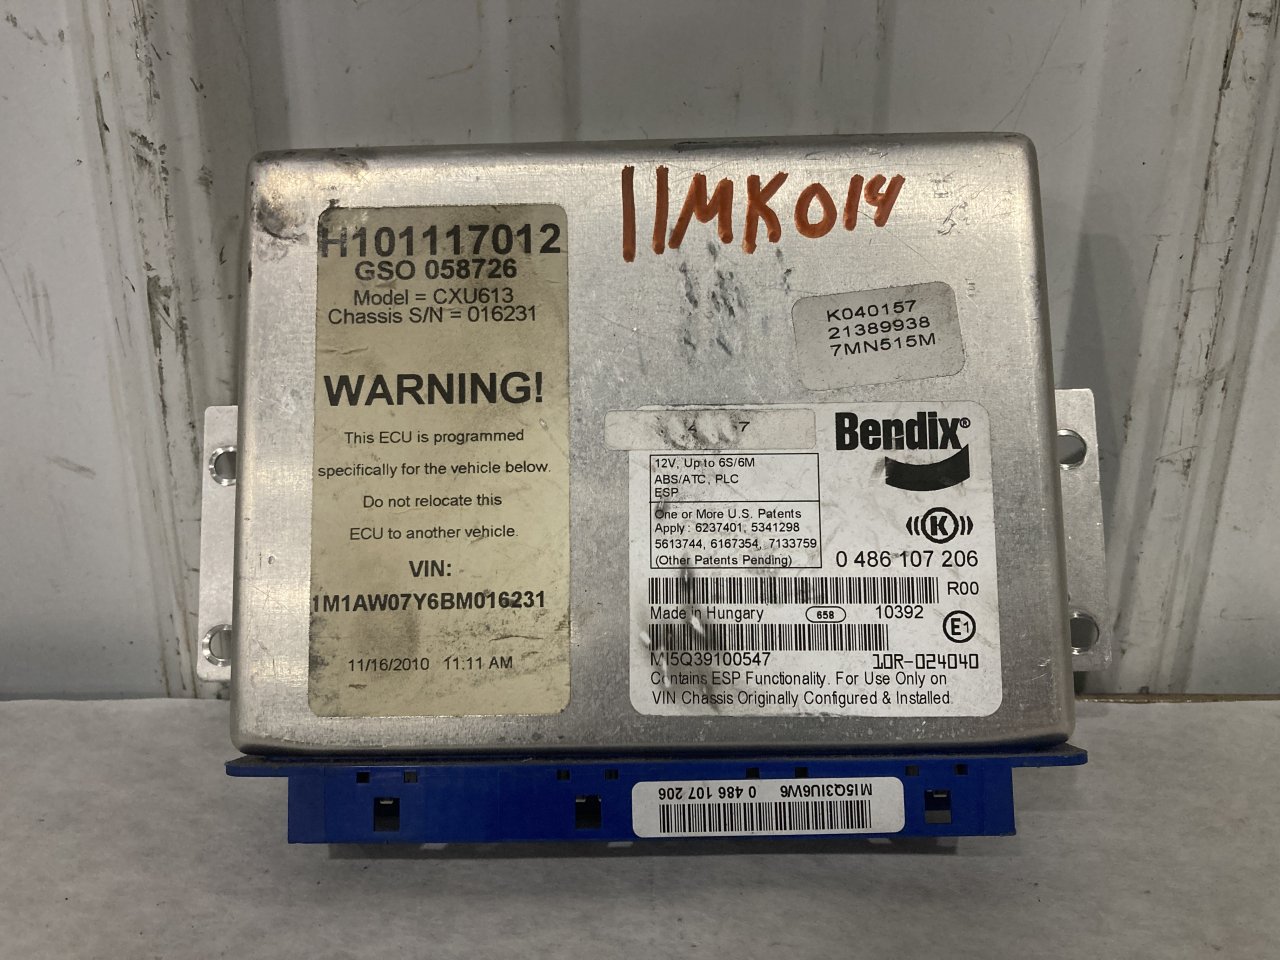 11MK014
H101117012
GSO 058726
Model = CXU613
Chassis S/N = 016231
WARNING!
This ECU is programmed
specifically for the vehicle below.
Do not relocate this
ECU to another vehicle.
VIN:
1M1AW07Y6BM016231
11/16/2010 11:11 AM
K040157
21389938
7MN515M
Bendix®
12V, Up to 6S/6M
ABS/ATC, PLC
ESP
One or More U.S. Patents
Apply : 6237401, 5341298
5613744, 6167354, 7133759
(Other Patents Pending)
K
0 486 107 206
R00
Made in Hungary 658 10392
E1
MI5Q39100547 10R-024040
Contains ESP Functionality. For Use Only on
VIN Chassis Originally Configured & Installed.
MI5Q3IU6W6 0 486 107 206